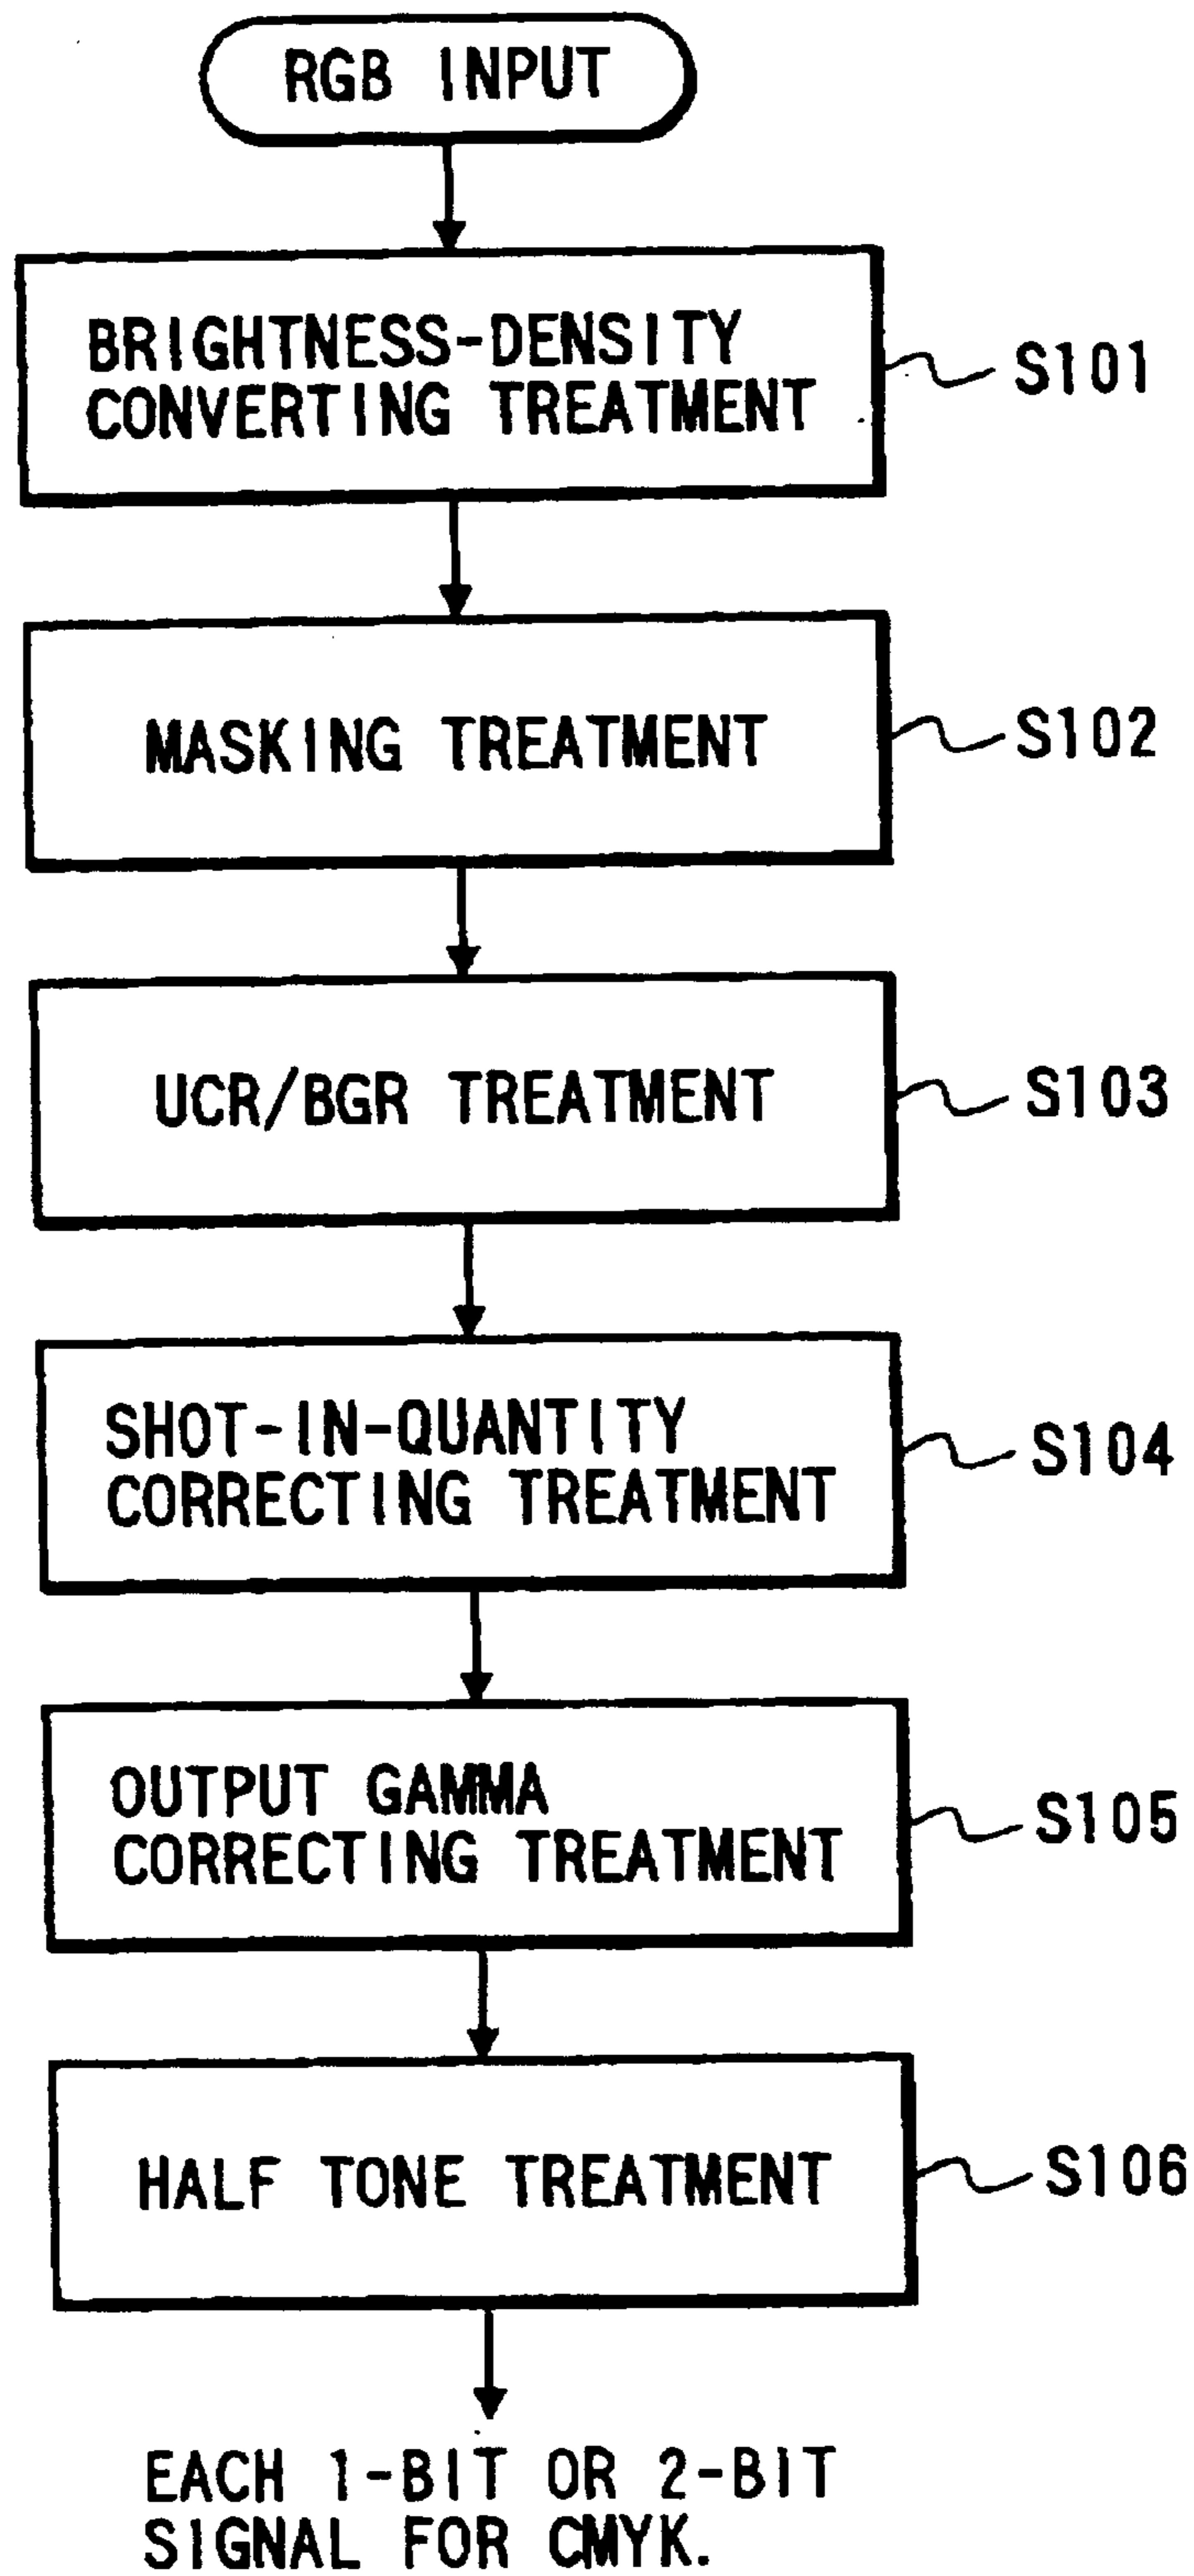 RGB INPUT
BRIGHTNESS-DENSITY
CONVERTING TREATMENT
S101
MASKING TREATMENT
S102
UCR/BGR TREATMENT
S103
SHOT-IN-QUANTITY
CORRECTING TREATMENT
S104
OUTPUT GAMMA
CORRECTING TREATMENT
S105
HALF TONE TREATMENT
S106
EACH 1-BIT OR 2-BIT
SIGNAL FOR CMYK.